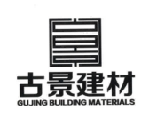 古景建材
GUJING BUILDING MATERIALS